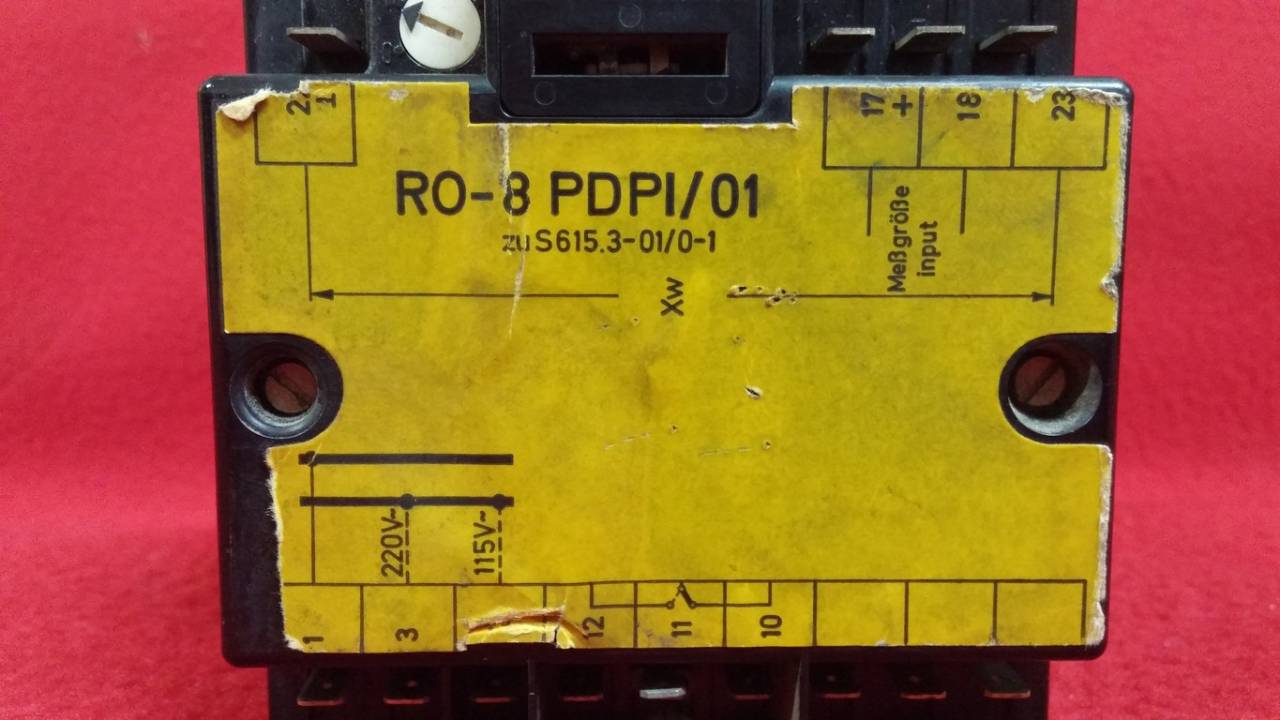 1
17 + 18 23
RO-8 PDPI/01
zu S615.3-01/0-1
Meßgröße
input
Xw
220V~ 115V~
1 3 12 11 10